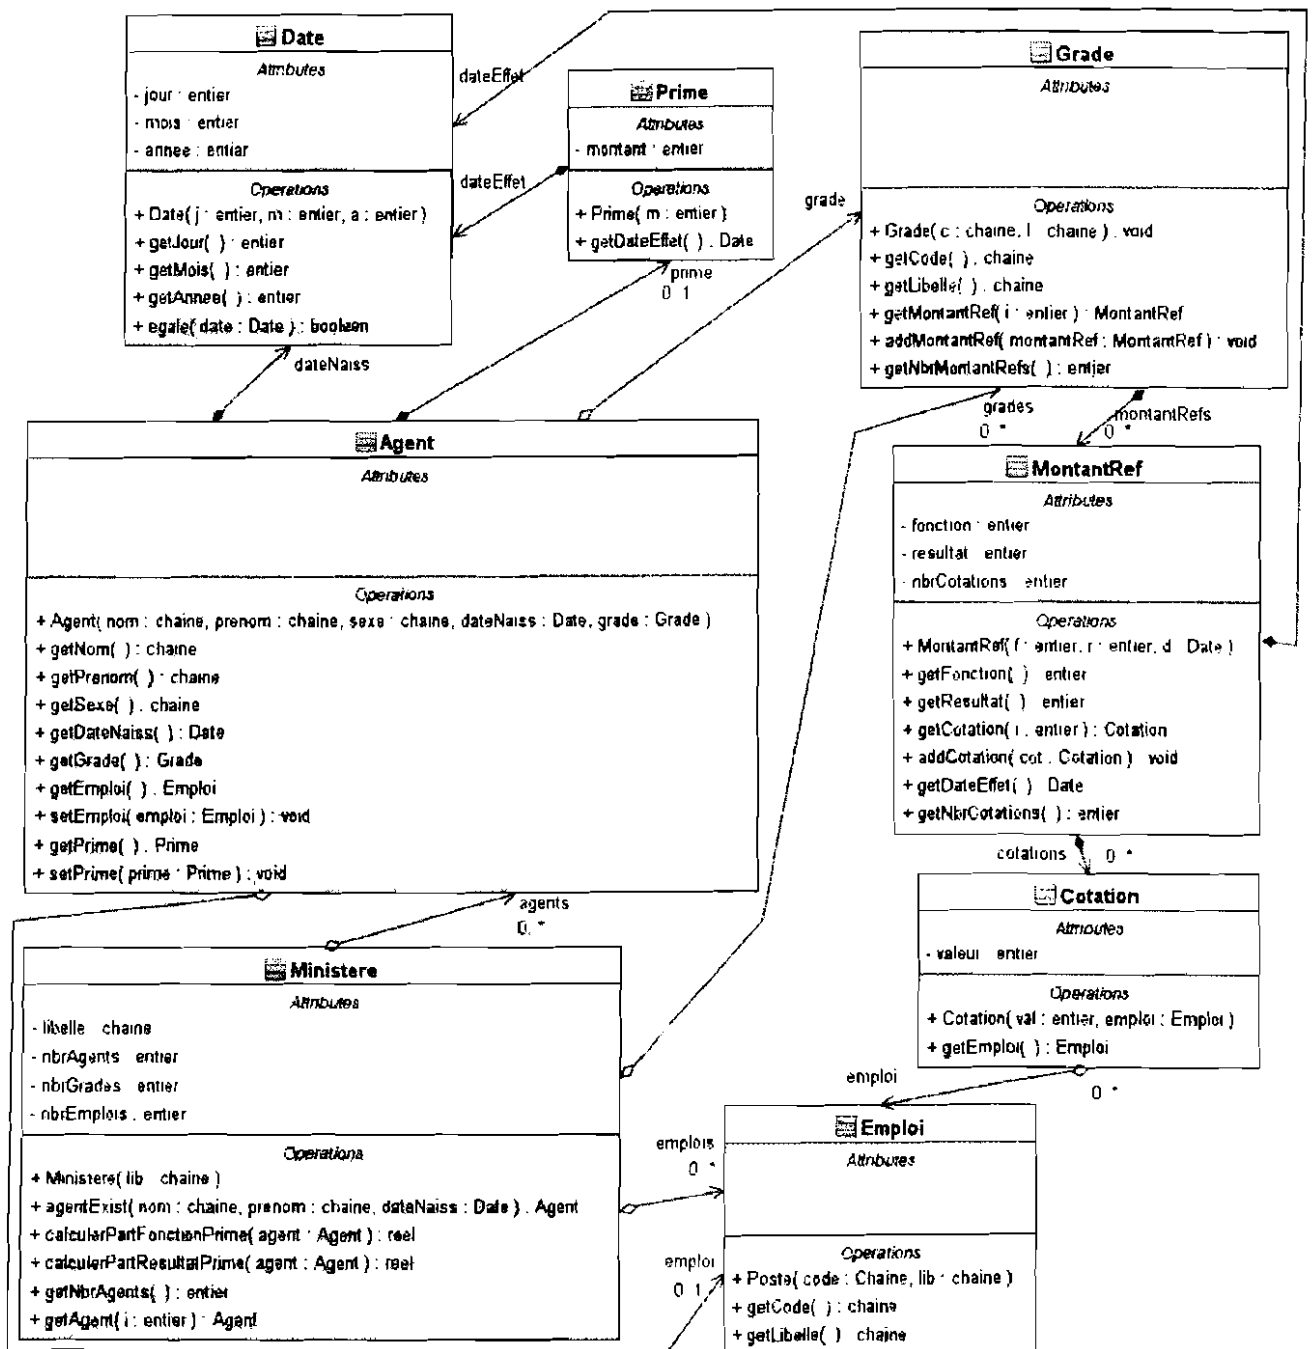 Date
Attributes
- jour : entier
- mois : entier
- annee : entier
Operations
+ Date( j : entier, m : entier, a : entier )
+ getJour( ) : entier
+ getMois( ) : entier
+ getAnnee( ) : entier
+ egale( date : Date ) : boolean
dateEffet
dateEffet
dateNaiss
Prime
Attributes
- montant : entier
Operations
+ Prime( m : entier )
+ getDateEffet( ) : Date
prime
0 1
grade
Grade
Attributes
Operations
+ Grade( c : chaine, l chaine ) . void
+ getCode( ) . chaine
+ getLibelle( ) . chaine
+ getMontantRef( i : entier ) : MontantRef
+ addMontantRef( montantRef : MontantRef ) : void
+ getNbrMontantRefs( ) : entier
grades
0 *
montantRefs
0 *
Agent
Attributes
Operations
+ Agent( nom : chaine, prenom : chaine, sexe : chaine, dateNaiss : Date, grade : Grade )
+ getNom( ) : chaine
+ getPrenom( ) : chaine
+ getSexe( ) . chaine
+ getDateNaiss( ) : Date
+ getGrade( ) : Grade
+ getEmploi( ) . Emploi
+ setEmploi( emploi : Emploi ) : void
+ getPrime( ) . Prime
+ setPrime( prime : Prime ) : void
agents
0. *
MontantRef
Attributes
- fonction : entier
- resultat entier
- nbrCotations entier
Operations
+ MontantRef( f : entier, r : entier, d Date )
+ getFonction( ) entier
+ getResultat( ) entier
+ getCotation( i . entier ) : Cotation
+ addCotation( cot . Cotation ) void
+ getDateEffet( ) Date
+ getNbrCotations( ) : entier
cotations
0 *
Cotation
Attributes
- valeur entier
Operations
+ Cotation( val : entier, emploi : Emploi )
+ getEmploi( ) : Emploi
emploi
0 *
Ministere
Attributes
- libelle chaine
- nbrAgents entier
- nbrGrades entier
- nbrEmplois . entier
Operations
+ Ministere( lib chaine )
+ agentExist( nom : chaine, prenom : chaine, dateNaiss : Date ) . Agent
+ calculerPartFonctionPrime( agent : Agent ) : reel
+ calculerPartResultatPrime( agent : Agent ) : reel
+ getNbrAgents( ) : entier
+ getAgent( i : entier ) : Agent
emplois
0 *
emploi
0 1
Emploi
Attributes
Operations
+ Poste( code : Chaine, lib : chaine )
+ getCode( ) : chaine
+ getLibelle( ) chaine